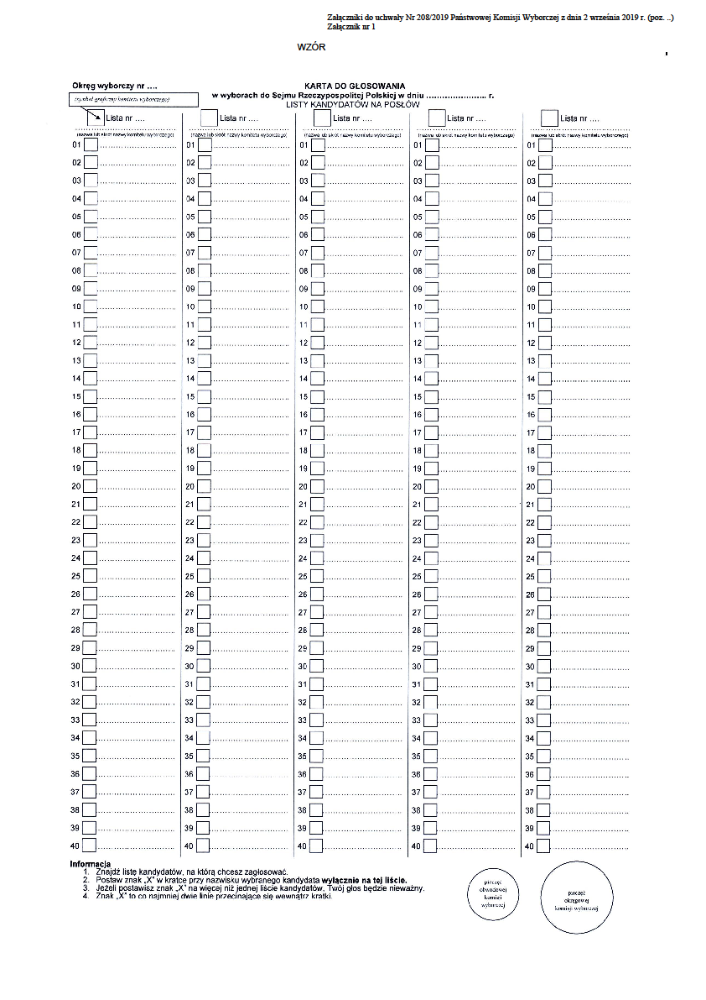 Załączniki do uchwały Nr 208/2019 Państwowej Komisji Wyborczej z dnia 2 września 2019 r. (poz. ..)
Załącznik nr 1
WZÓR
Okręg wyborczy nr ....
KARTA DO GŁOSOWANIA
w wyborach do Sejmu Rzeczypospolitej Polskiej w dniu ........................ r.
(symbol graficzny komitetu wyborczego)
LISTY KANDYDATÓW NA POSŁÓW
Lista nr .... Lista nr .... Lista nr .... Lista nr .... Lista nr ....
(nazwa lub skrót nazwy komitetu wyborczego) (nazwa lub skrót nazwy komitetu wyborczego) (nazwa lub skrót nazwy komitetu wyborczego) (nazwa lub skrót nazwy komitetu wyborczego) (nazwa lub skrót nazwy komitetu wyborczego)
01 01 01 01 01
02 02 02 02 02
03 03 03 03 03
04 04 04 04 04
05 05 05 05 05
06 06 06 06 06
07 07 07 07 07
08 08 08 08 08
09 09 09 09 09
10 10 10 10 10
11 11 11 11 11
12 12 12 12 12
13 13 13 13 13
14 14 14 14 14
15 15 15 15 15
16 16 16 16 16
17 17 17 17 17
18 18 18 18 18
19 19 19 19 19
20 20 20 20 20
21 21 21 21 21
22 22 22 22 22
23 23 23 23 23
24 24 24 24 24
25 25 25 25 25
26 26 26 26 26
27 27 27 27 27
28 28 28 28 28
29 29 29 29 29
30 30 30 30 30
31 31 31 31 31
32 32 32 32 32
33 33 33 33 33
34 34 34 34 34
35 35 35 35 35
36 36 36 36 36
37 37 37 37 37
38 38 38 38 38
39 39 39 39 39
40 40 40 40 40
Informacja
1. Znajdź listę kandydatów, na którą chcesz zagłosować.
2. Postaw znak „X” w kratce przy nazwisku wybranego kandydata wyłącznie na tej liście.
3. Jeżeli postawisz znak „X” na więcej niż jednej liście kandydatów, Twój głos będzie nieważny.
4. Znak „X” to co najmniej dwie linie przecinające się wewnątrz kratki.
pieczęć
obwodowej
komisji
wyborczej
pieczęć
okręgowej
komisji wyborczej